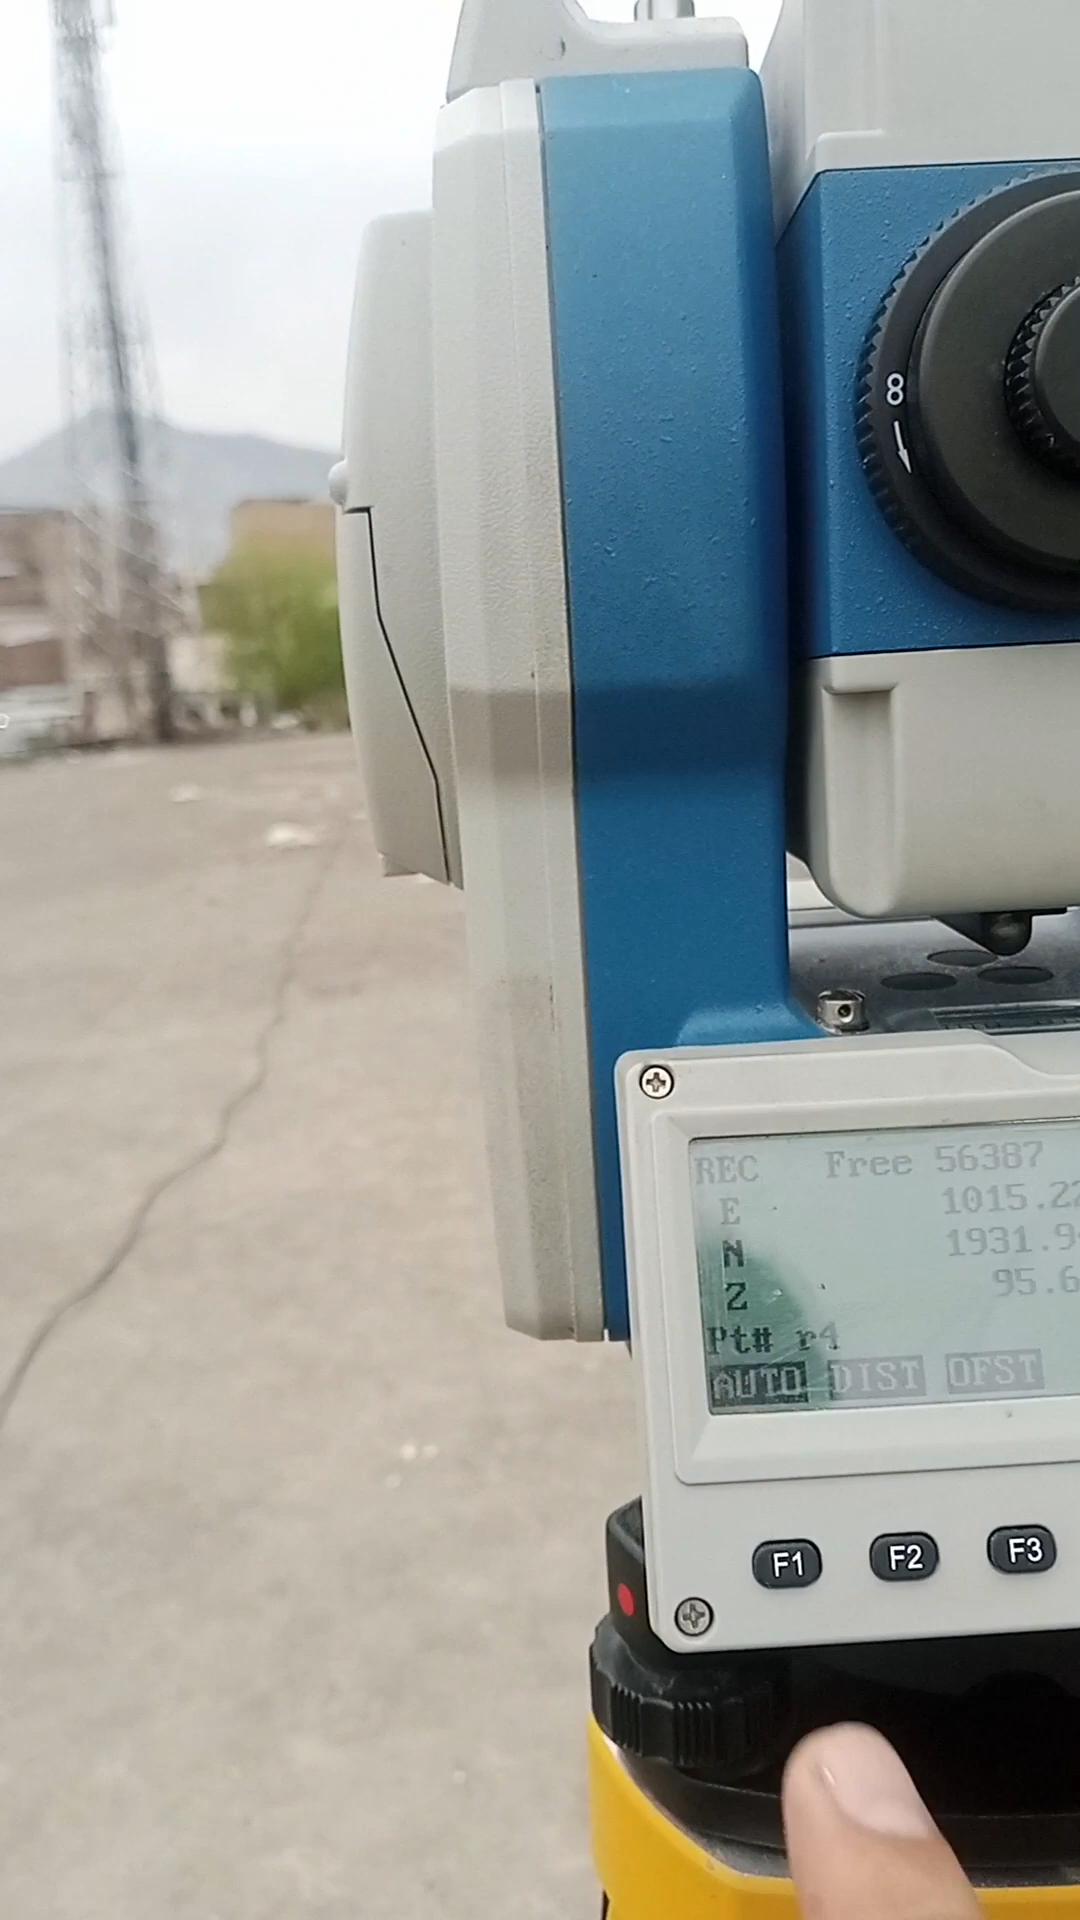 8
REC Free 56387
E 1015.22
N 1931.9
Z 95.6
Pt# r4
AUTO DIST OFST
F1 F2 F3